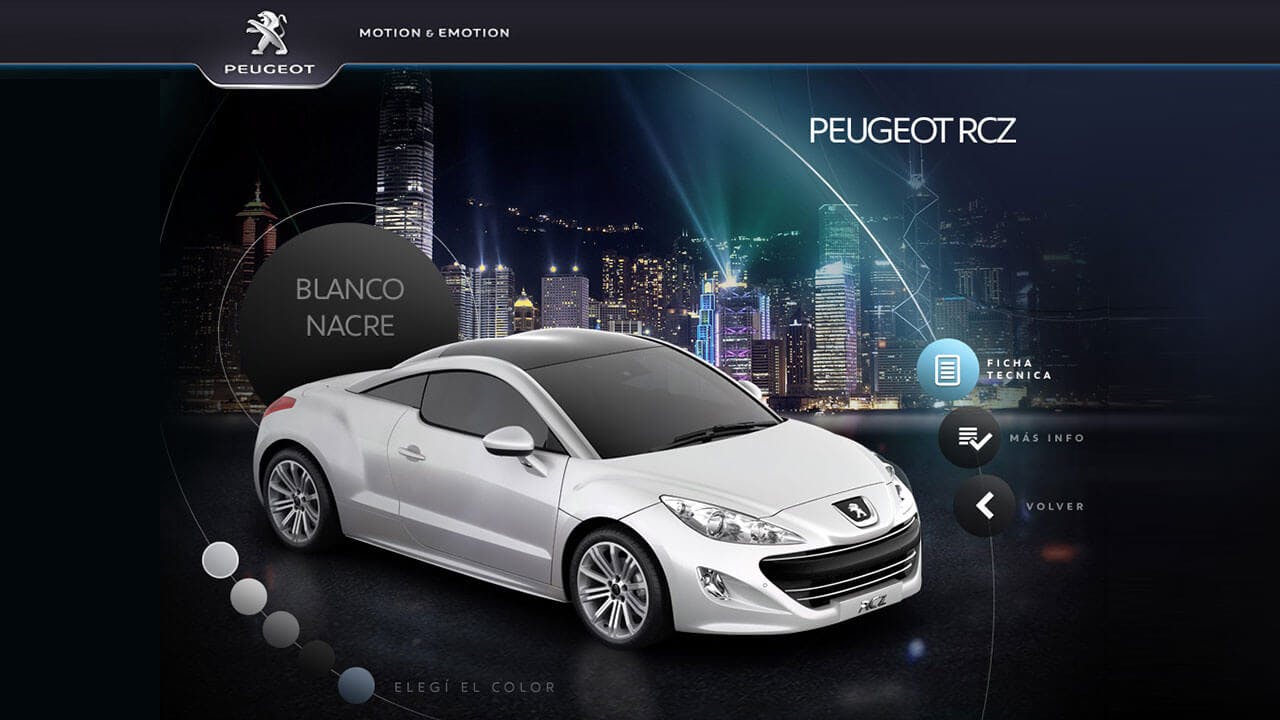 PEUGEOT
MOTION & EMOTION
PEUGEOT RCZ
BLANCO
NACRE
FICHA
TECNICA
MÁS INFO
VOLVER
RCZ
ELEGÍ EL COLOR